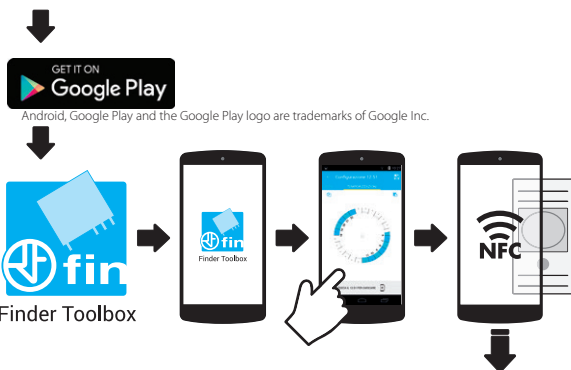 GET IT ON
Google Play
Android, Google Play and the Google Play logo are trademarks of Google Inc.
fin
Finder Toolbox
fin
Finder Toolbox
NFC